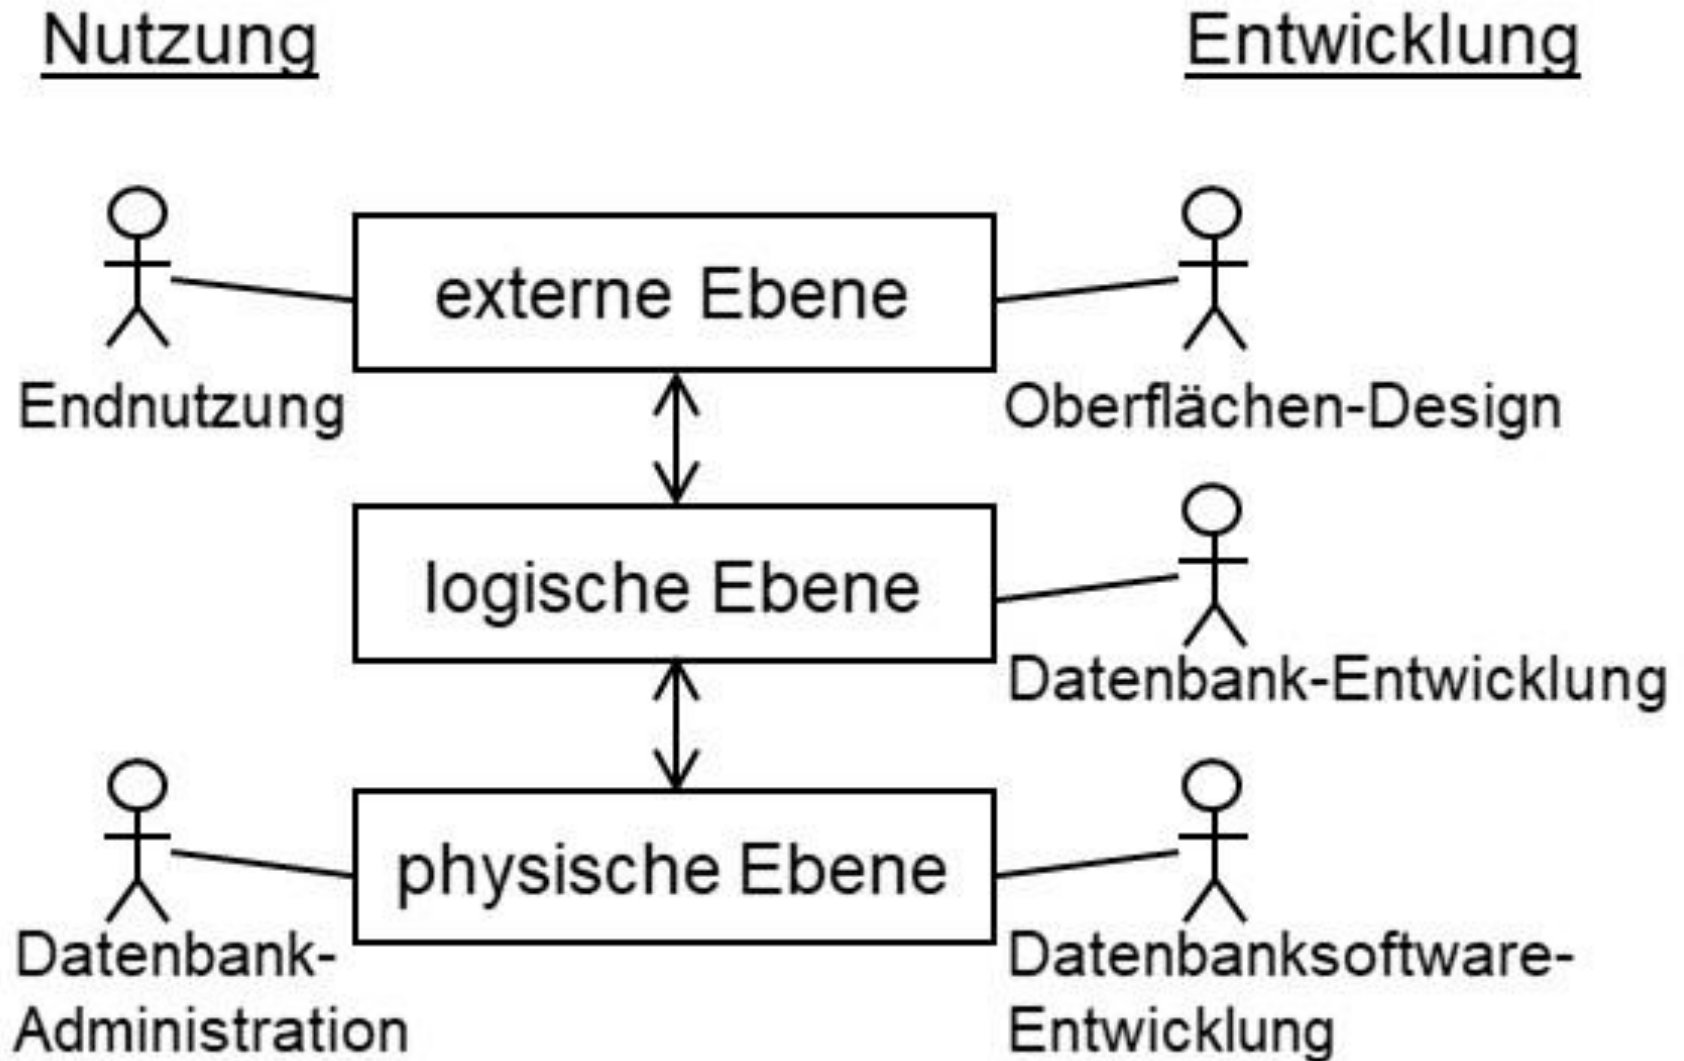 Nutzung
Entwicklung
externe Ebene
Endnutzung
Oberflächen-Design
logische Ebene
Datenbank-Entwicklung
physische Ebene
Datenbank-
Administration
Datenbanksoftware-
Entwicklung